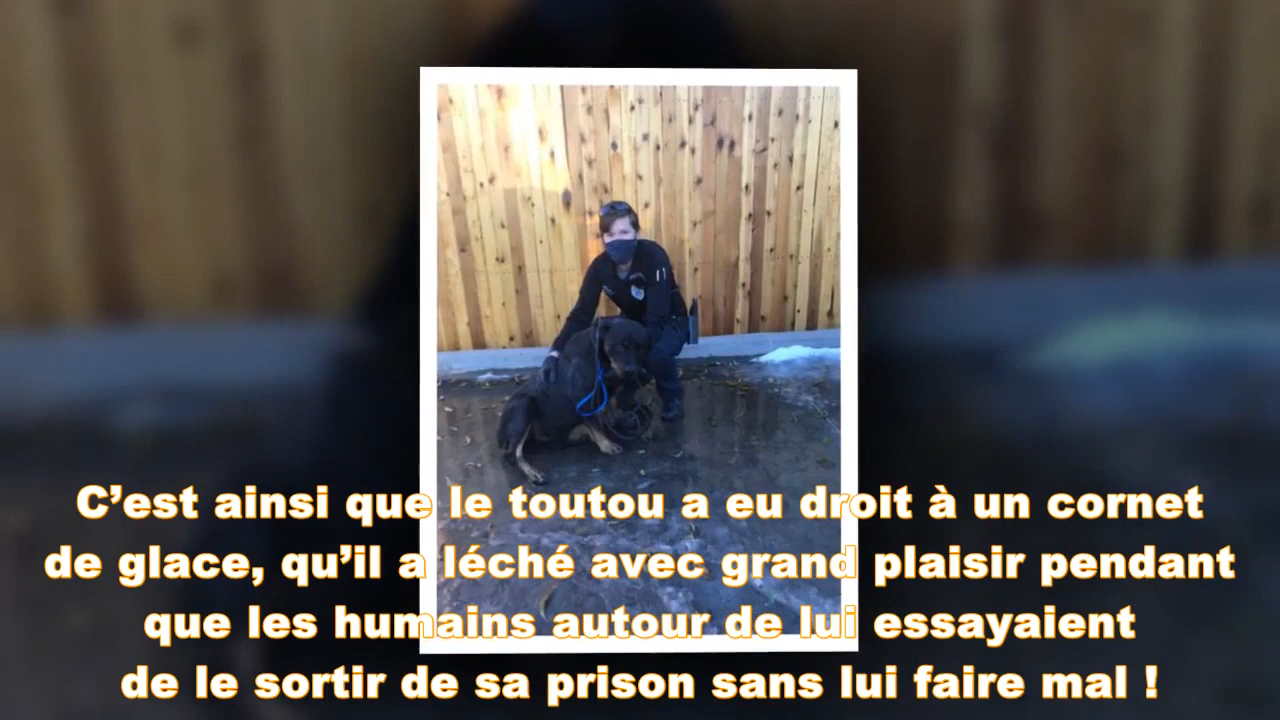 C’est ainsi que le toutou a eu droit à un cornet
de glace, qu’il a léché avec grand plaisir pendant
que les humains autour de lui essayaient
de le sortir de sa prison sans lui faire mal !